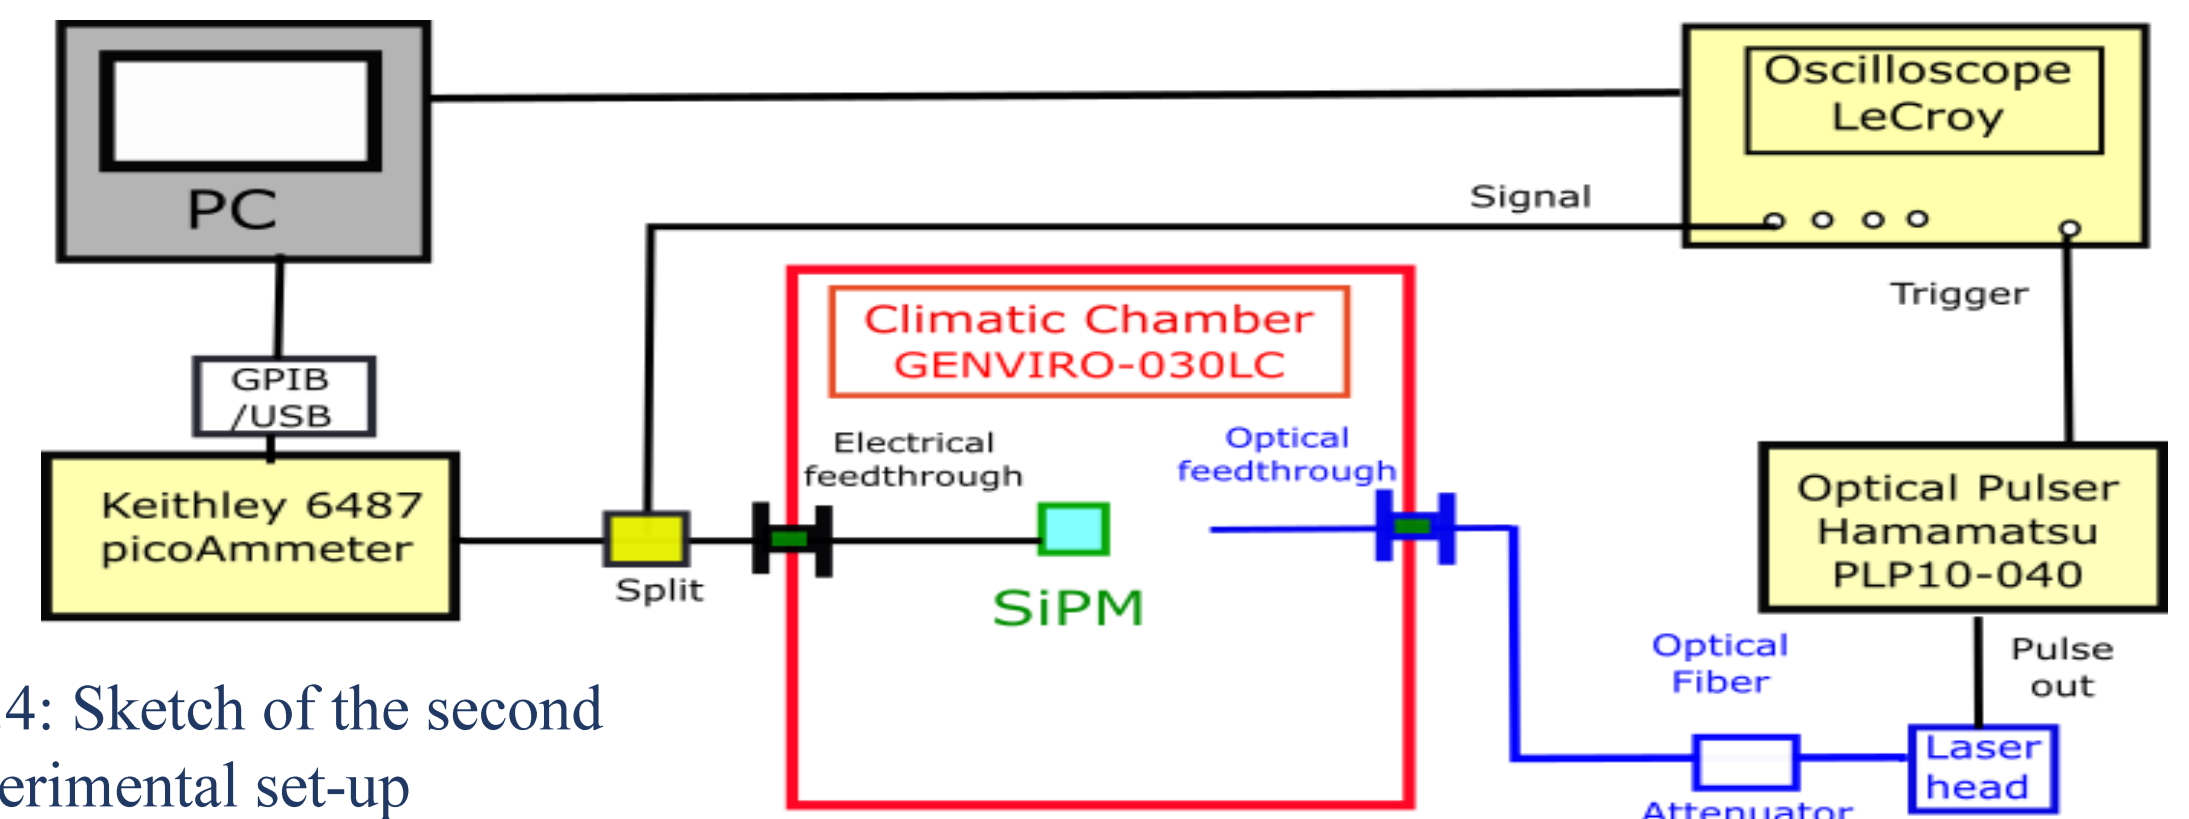 Oscilloscope
LeCroy
PC
Signal
Trigger
Climatic Chamber
GENVIRO-030LC
GPIB
/USB
Electrical
feedthrough
Optical
feedthrough
Keithley 6487
picoAmmeter
Split
SiPM
Optical Pulser
Hamamatsu
PLP10-040
Optical
Fiber
Pulse
out
Laser
head
Attenuator
.4: Sketch of the second
erimental set-up